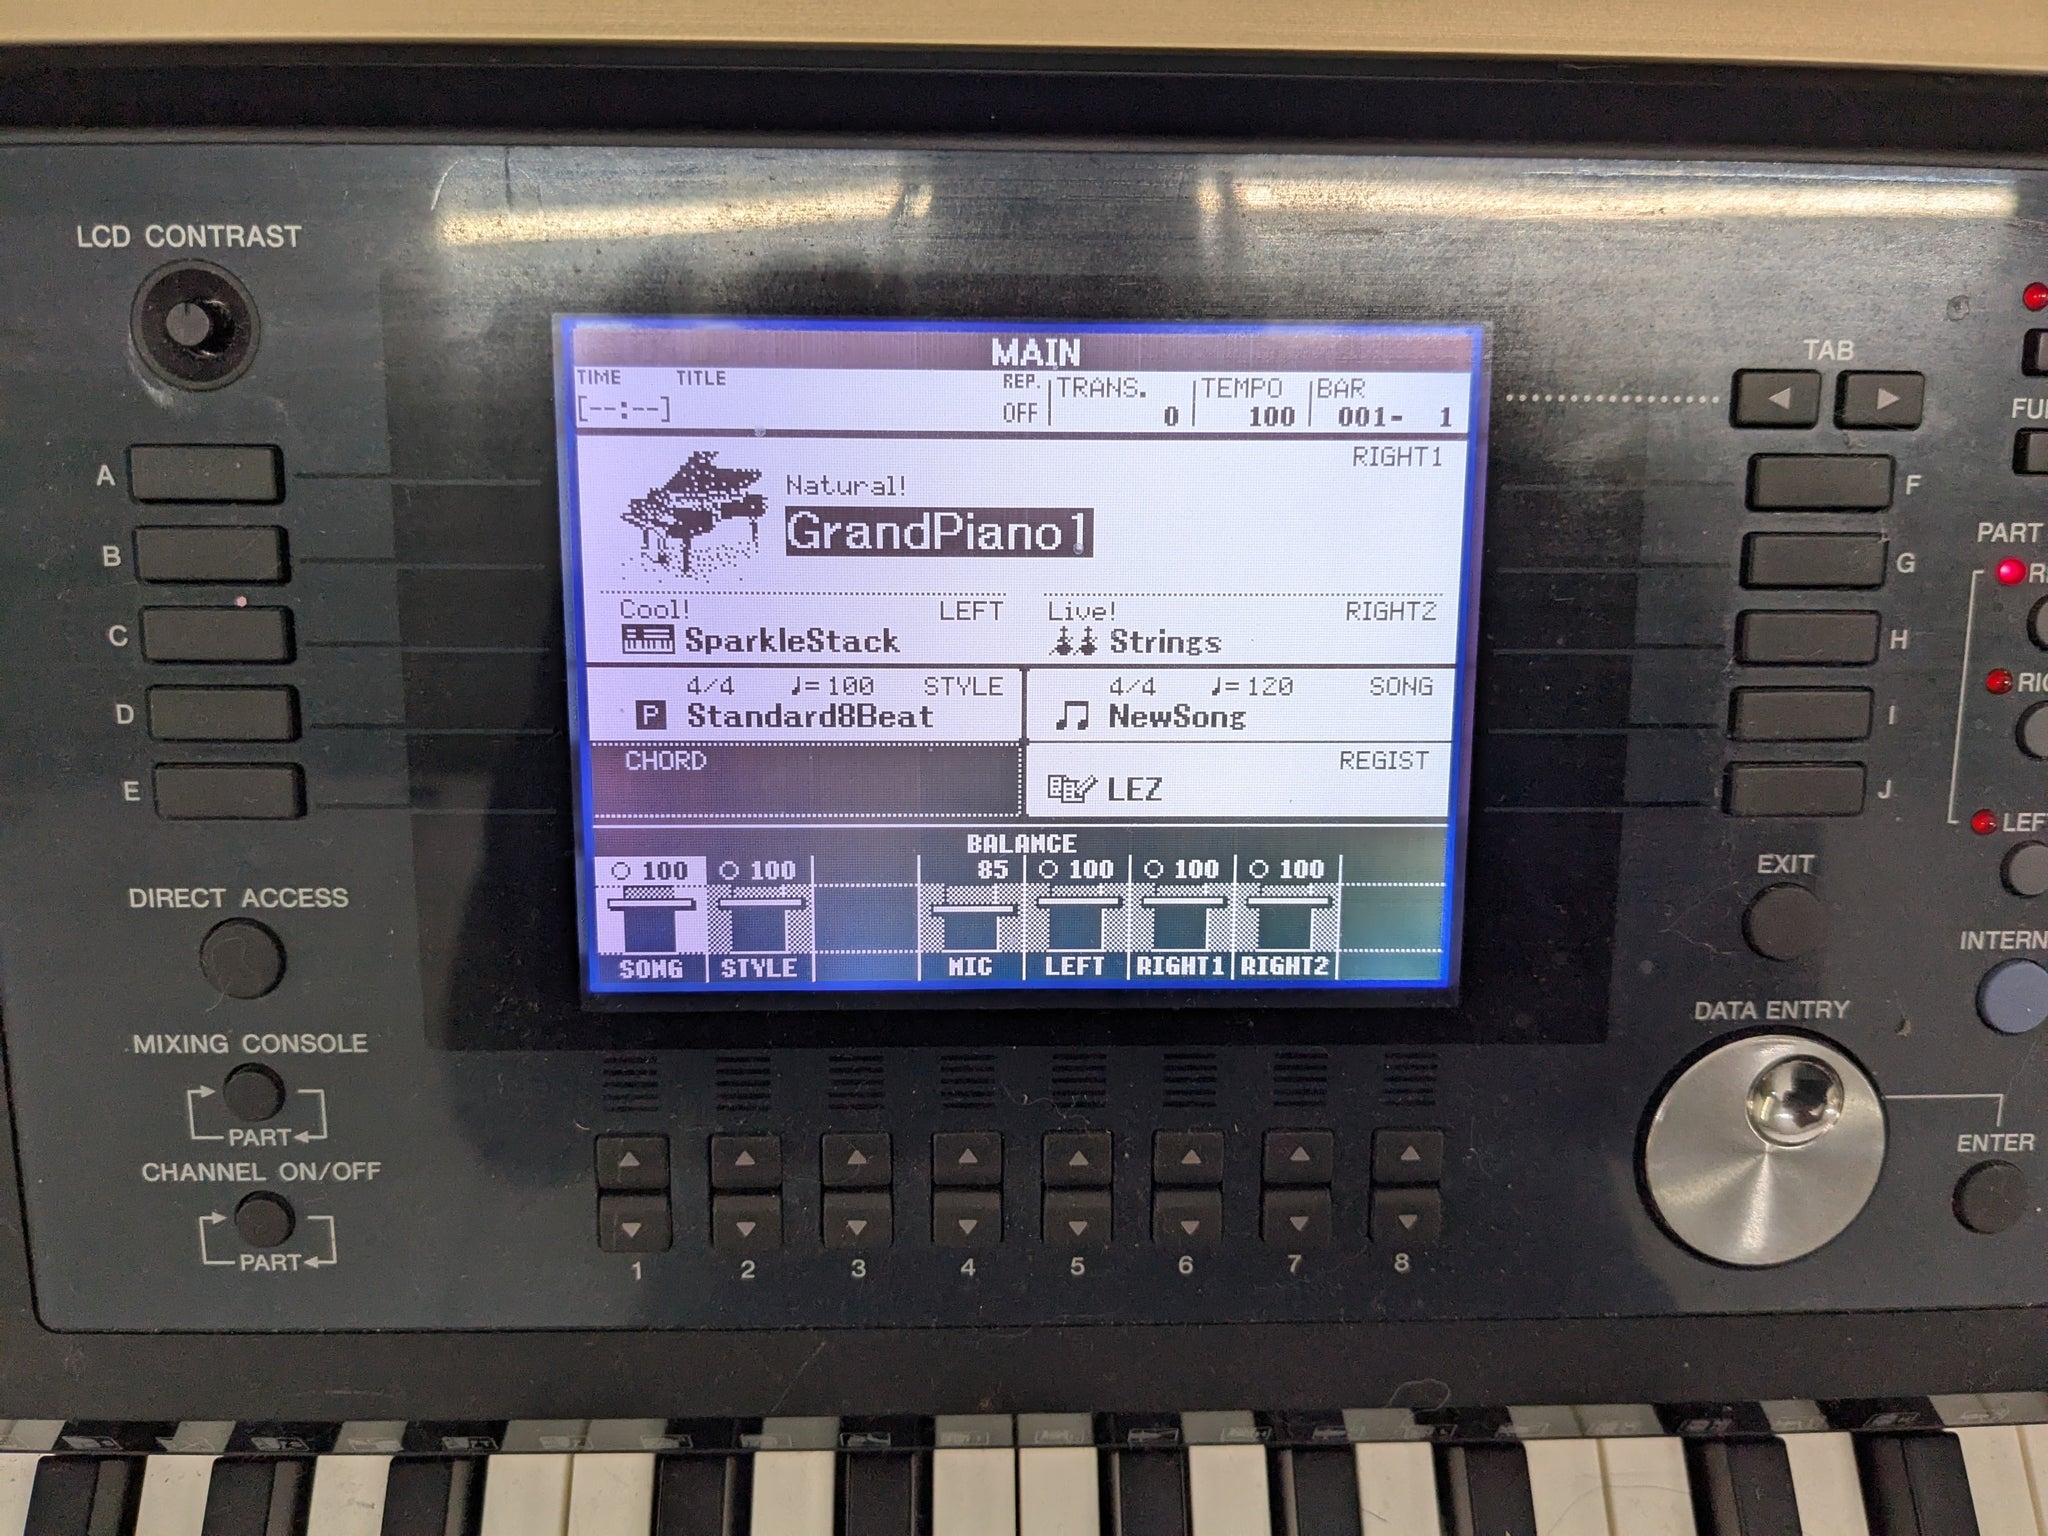 LCD CONTRAST
MAIN
TIME TITLE REP. TRANS. TEMPO BAR
[--:--] OFF 0 100 001- 1
TAB
RIGHT1
Natural!
GrandPiano1
Cool! LEFT Live! RIGHT2
SparkleStack Strings
4/4 ♩=100 STYLE 4/4 ♩=120 SONG
P Standard8Beat NewSong
CHORD REGIST
LEZ
BALANCE
100 100 85 100 100 100
SONG STYLE MIC LEFT RIGHT1 RIGHT2
A
B
C
D
E
F
G
H
I
J
PART
EXIT
DIRECT ACCESS
MIXING CONSOLE
PART
CHANNEL ON/OFF
PART
DATA ENTRY
ENTER
1 2 3 4 5 6 7 8